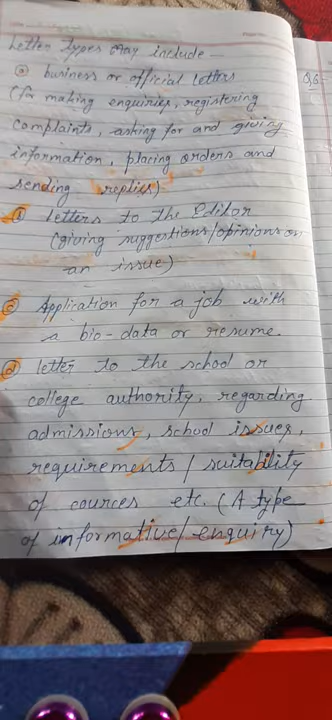 Letter types may include —
ⓐ business or official letters
(for making enquiries, registering
complaints, asking for and giving
information, placing orders and
sending replies)
ⓑ letters to the Editor
(giving suggestions/opinions on
an issue)
ⓒ Application for a job with
a bio-data or resume.
ⓓ letter to the school or
college authority, regarding
admissions, school issues,
requirements / suitability
of cources etc. (A type
of informative/enquiry)